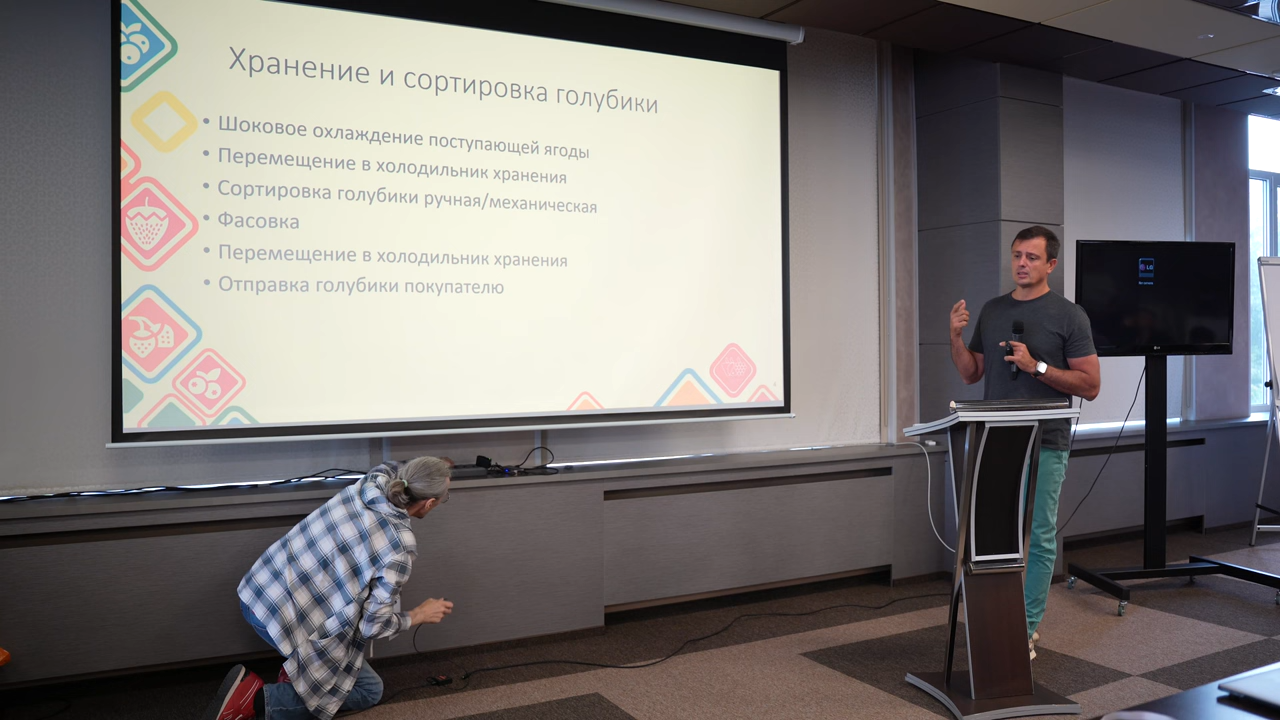 Хранение и сортировка голубики
• Шоковое охлаждение поступающей ягоды
• Перемещение в холодильник хранения
• Сортировка голубики ручная/механическая
• Фасовка
• Перемещение в холодильник хранения
• Отправка голубики покупателю
LG